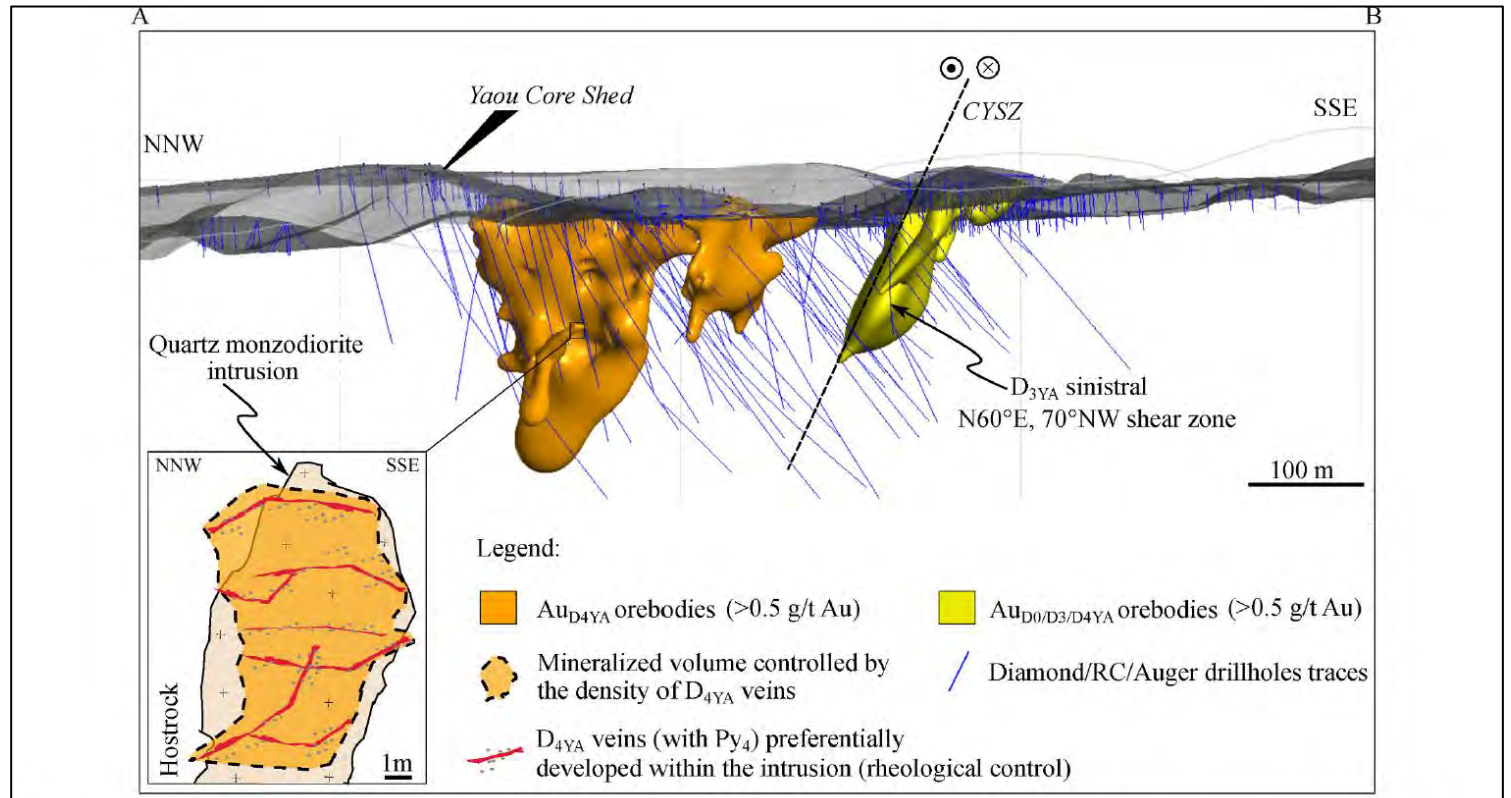 A
B
Yaou Core Shed
CYSZ
NNW
SSE
Quartz monzodiorite
intrusion
D3YA sinistral
N60°E, 70°NW shear zone
100 m
NNW
SSE
Hostrock
1m
Legend:
AuD4YA orebodies (>0.5 g/t Au)
AuD0/D3/D4YA orebodies (>0.5 g/t Au)
Mineralized volume controlled by
the density of D4YA veins
Diamond/RC/Auger drillholes traces
D4YA veins (with Py4) preferentially
developed within the intrusion (rheological control)